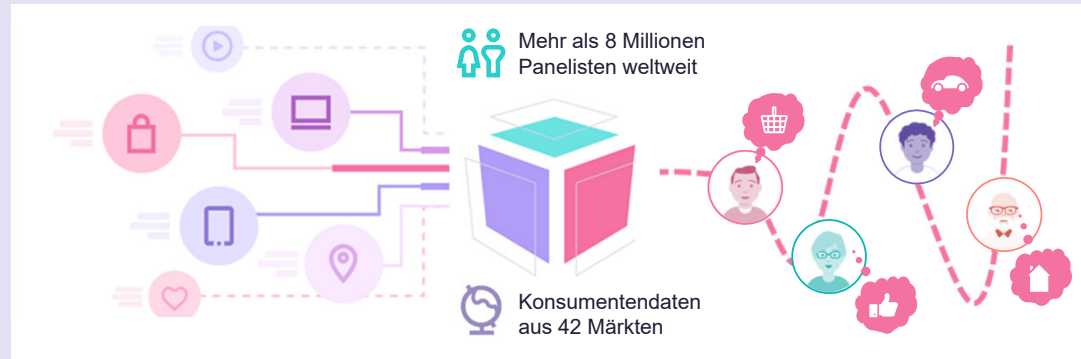 Mehr als 8 Millionen
Panelisten weltweit
Konsumentendaten
aus 42 Märkten